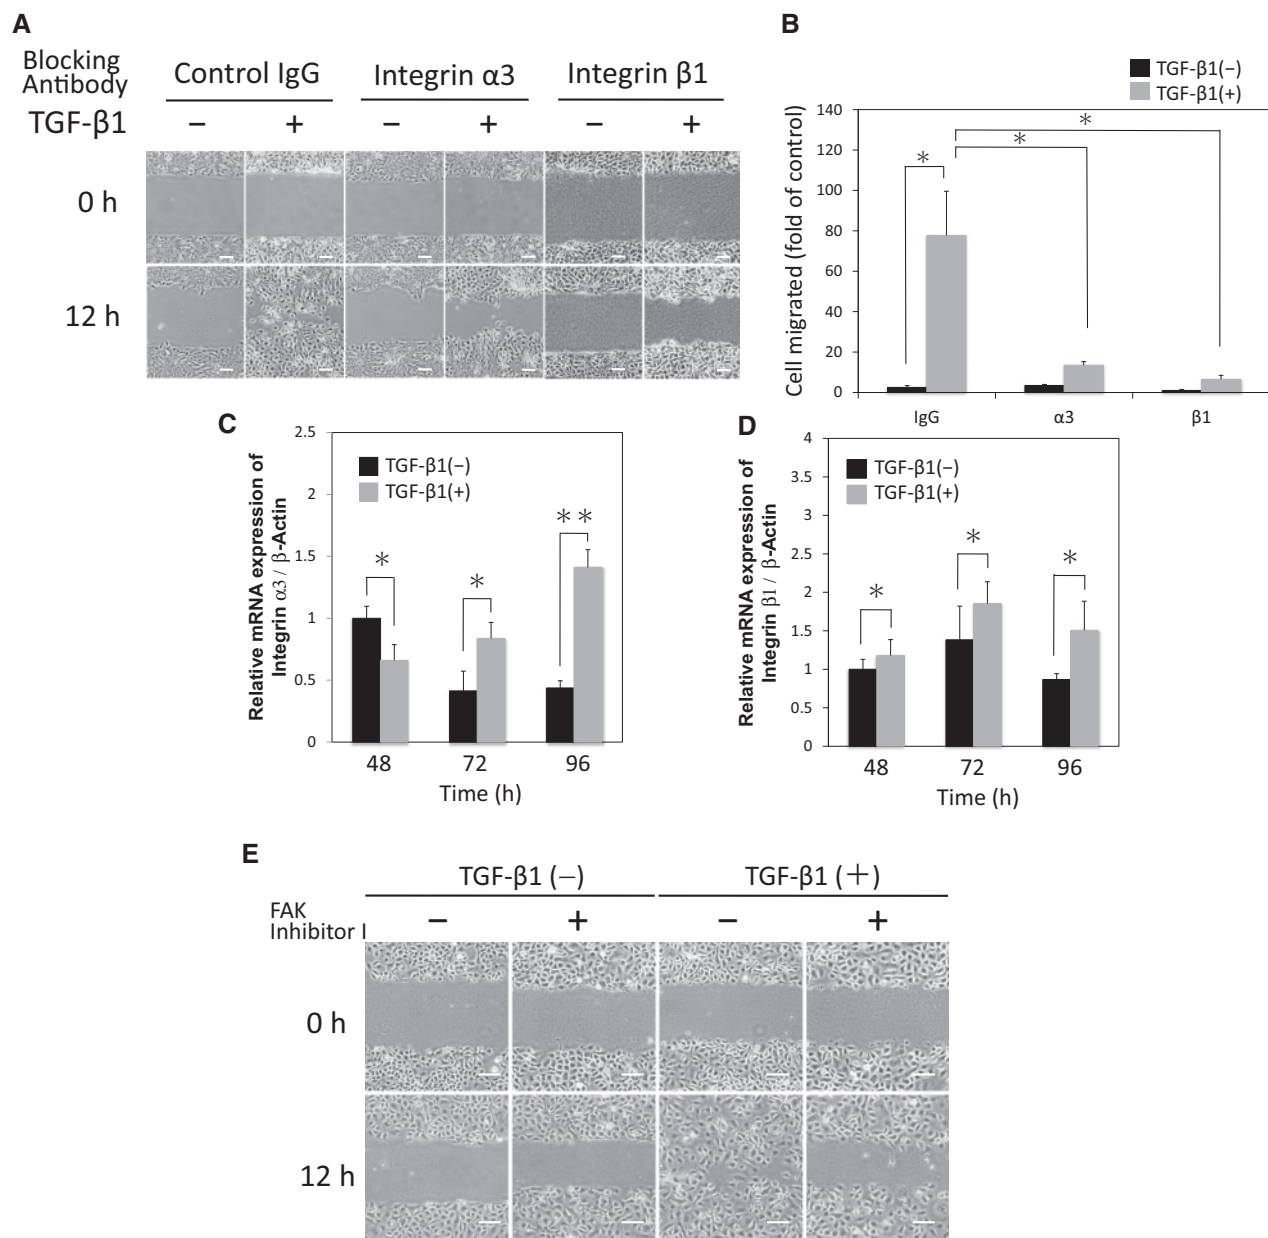 A
Blocking
Antibody
Control IgG
Integrin α3
Integrin β1
TGF-β1
− + − + − +
0 h
12 h
B
TGF-β1(−)
TGF-β1(+)
Cell migrated (fold of control)
140
120
100
80
60
40
20
0
*
*
*
IgG
α3
β1
C
Relative mRNA expression of
Integrin α3 / β-Actin
2.5
2
1.5
1
0.5
0
TGF-β1(−)
TGF-β1(+)
*
*
**
48
72
96
Time (h)
D
Relative mRNA expression of
Integrin β1 / β-Actin
4
3.5
3
2.5
2
1.5
1
0.5
0
TGF-β1(−)
TGF-β1(+)
*
*
*
48
72
96
Time (h)
E
TGF-β1 (−)
TGF-β1 (+)
FAK
Inhibitor I
− + − +
0 h
12 h